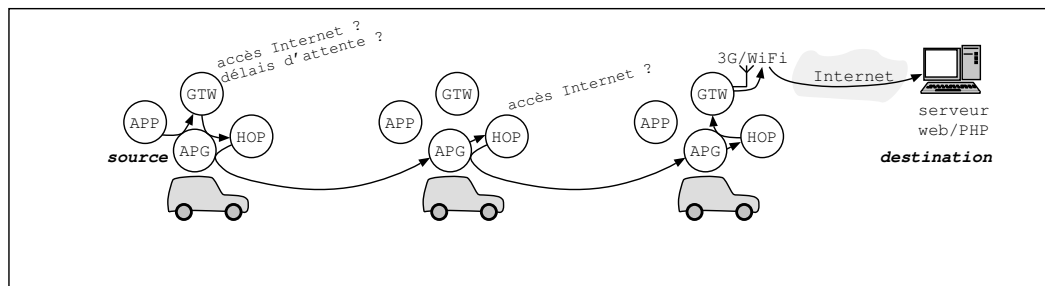 accès Internet ?
délais d'attente ?
GTW
APP
HOP
APG
source
GTW
accès Internet ?
APP
HOP
APG
3G/WiFi
GTW
APP
HOP
APG
Internet
serveur
web/PHP
destination